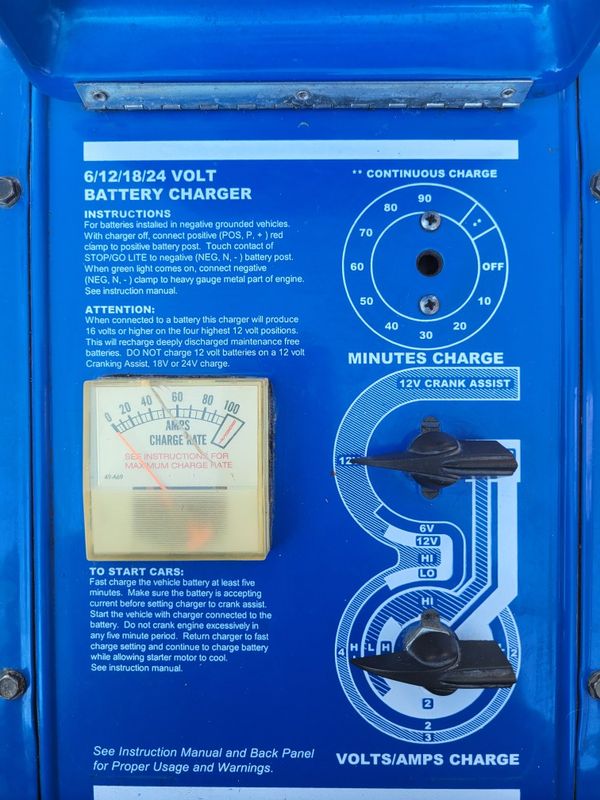 6/12/18/24 VOLT
BATTERY CHARGER
INSTRUCTIONS
For batteries installed in negative grounded vehicles.
With charger off, connect positive (POS, P, + ) red
clamp to positive battery post. Touch contact of
STOP/GO LITE to negative (NEG, N, - ) battery post.
When green light comes on, connect negative
(NEG, N, - ) clamp to heavy gauge metal part of engine.
See instruction manual.
ATTENTION:
When connected to a battery this charger will produce
16 volts or higher on the four highest 12 volt positions.
This will recharge deeply discharged maintenance free
batteries. DO NOT charge 12 volt batteries on a 12 volt
Cranking Assist, 18V or 24V charge.
** CONTINUOUS CHARGE
90
80
70
60
50
40
30
20
10
OFF
**
MINUTES CHARGE
0 20 40 60 80 100
AMPS
CHARGE RATE
SEE INSTRUCTIONS FOR
MAXIMUM CHARGE RATE
49-A69
12V CRANK ASSIST
12
6V
12V
HI
LO
HI
4 H L H L 2
2
2
3
VOLTS/AMPS CHARGE
TO START CARS:
Fast charge the vehicle battery at least five
minutes. Make sure the battery is accepting
current before setting charger to crank assist.
Start the vehicle with charger connected to the
battery. Do not crank engine excessively in
any five minute period. Return charger to fast
charge setting and continue to charge battery
while allowing starter motor to cool.
See instruction manual.
See Instruction Manual and Back Panel
for Proper Usage and Warnings.